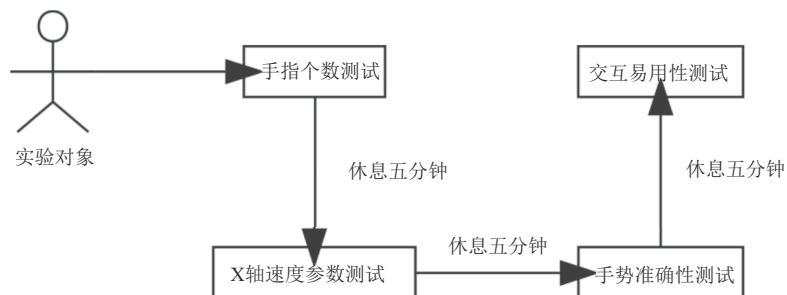 手指个数测试
交互易用性测试
实验对象
休息五分钟
休息五分钟
休息五分钟
X轴速度参数测试
手势准确性测试